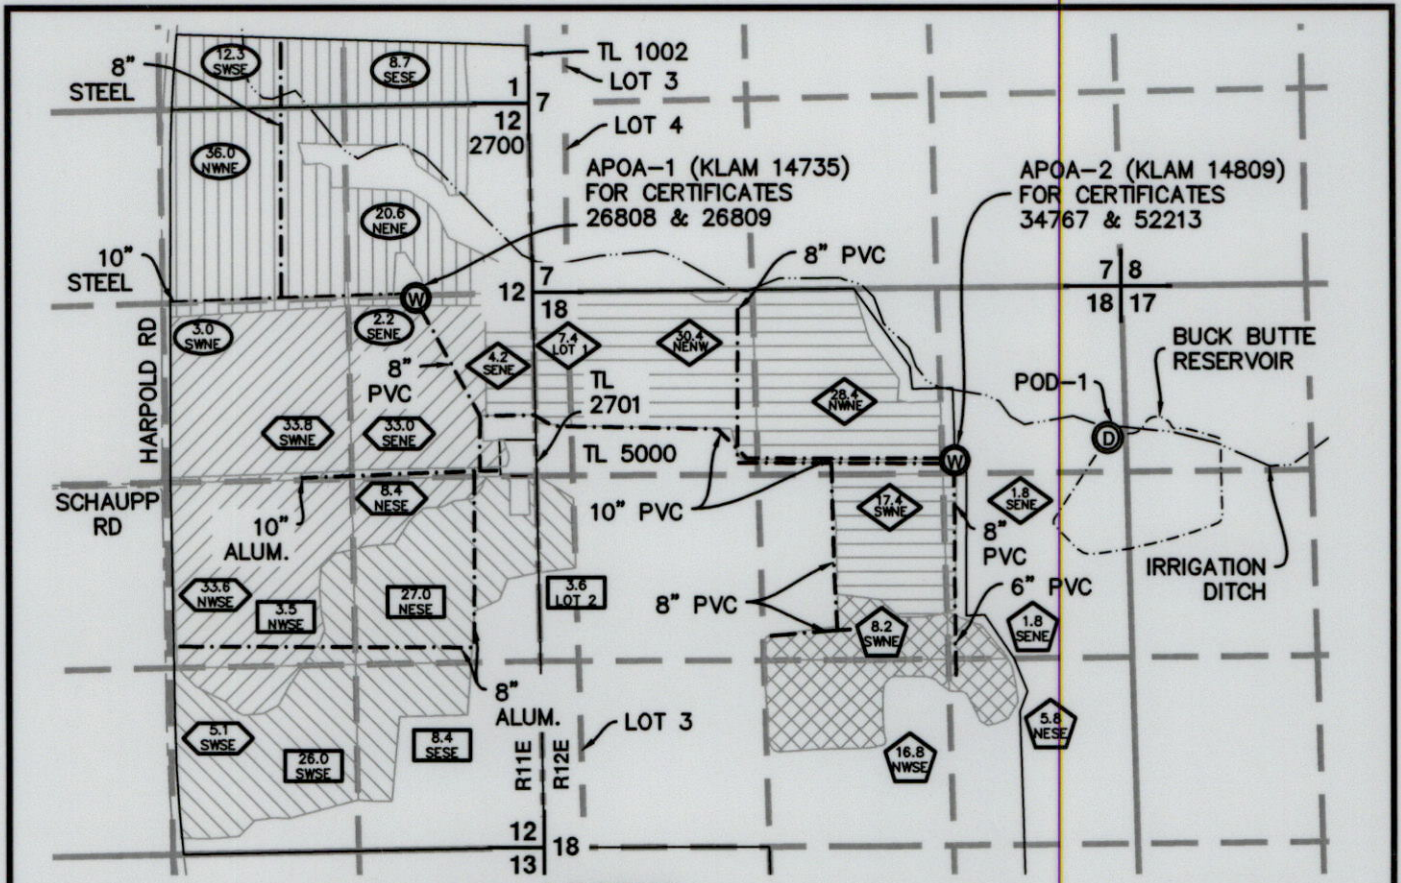 12.3
SWSE
8.7
SESE
TL 1002
8"
STEEL
LOT 3
1
7
12
2700
LOT 4
36.0
NWNE
APOA-1 (KLAM 14735)
FOR CERTIFICATES
26808 & 26809
APOA-2 (KLAM 14809)
FOR CERTIFICATES
34767 & 52213
20.6
NENE
10"
STEEL
8" PVC
7 8
18 17
7
12
18
W
HARPOLD RD
3.0
SWNE
2.2
SENE
8"
PVC
4.2
SENE
7.4
LOT 1
30.4
NENW
BUCK BUTTE
RESERVOIR
POD-1
TL
2701
28.4
NWNE
33.8
SWNE
33.0
SENE
D
TL 5000
W
SCHAUPP
RD
8.4
NESE
10"
ALUM.
10" PVC
17.4
SWNE
1.8
SENE
8"
PVC
IRRIGATION
DITCH
33.6
NWSE
3.5
NWSE
27.0
NESE
3.6
LOT 2
8" PVC
6" PVC
8.2
SWNE
1.8
SENE
8"
ALUM.
LOT 3
5.1
SWSE
26.0
SWSE
8.4
SESE
R11E
R12E
16.8
NWSE
5.8
NESE
12
18
13